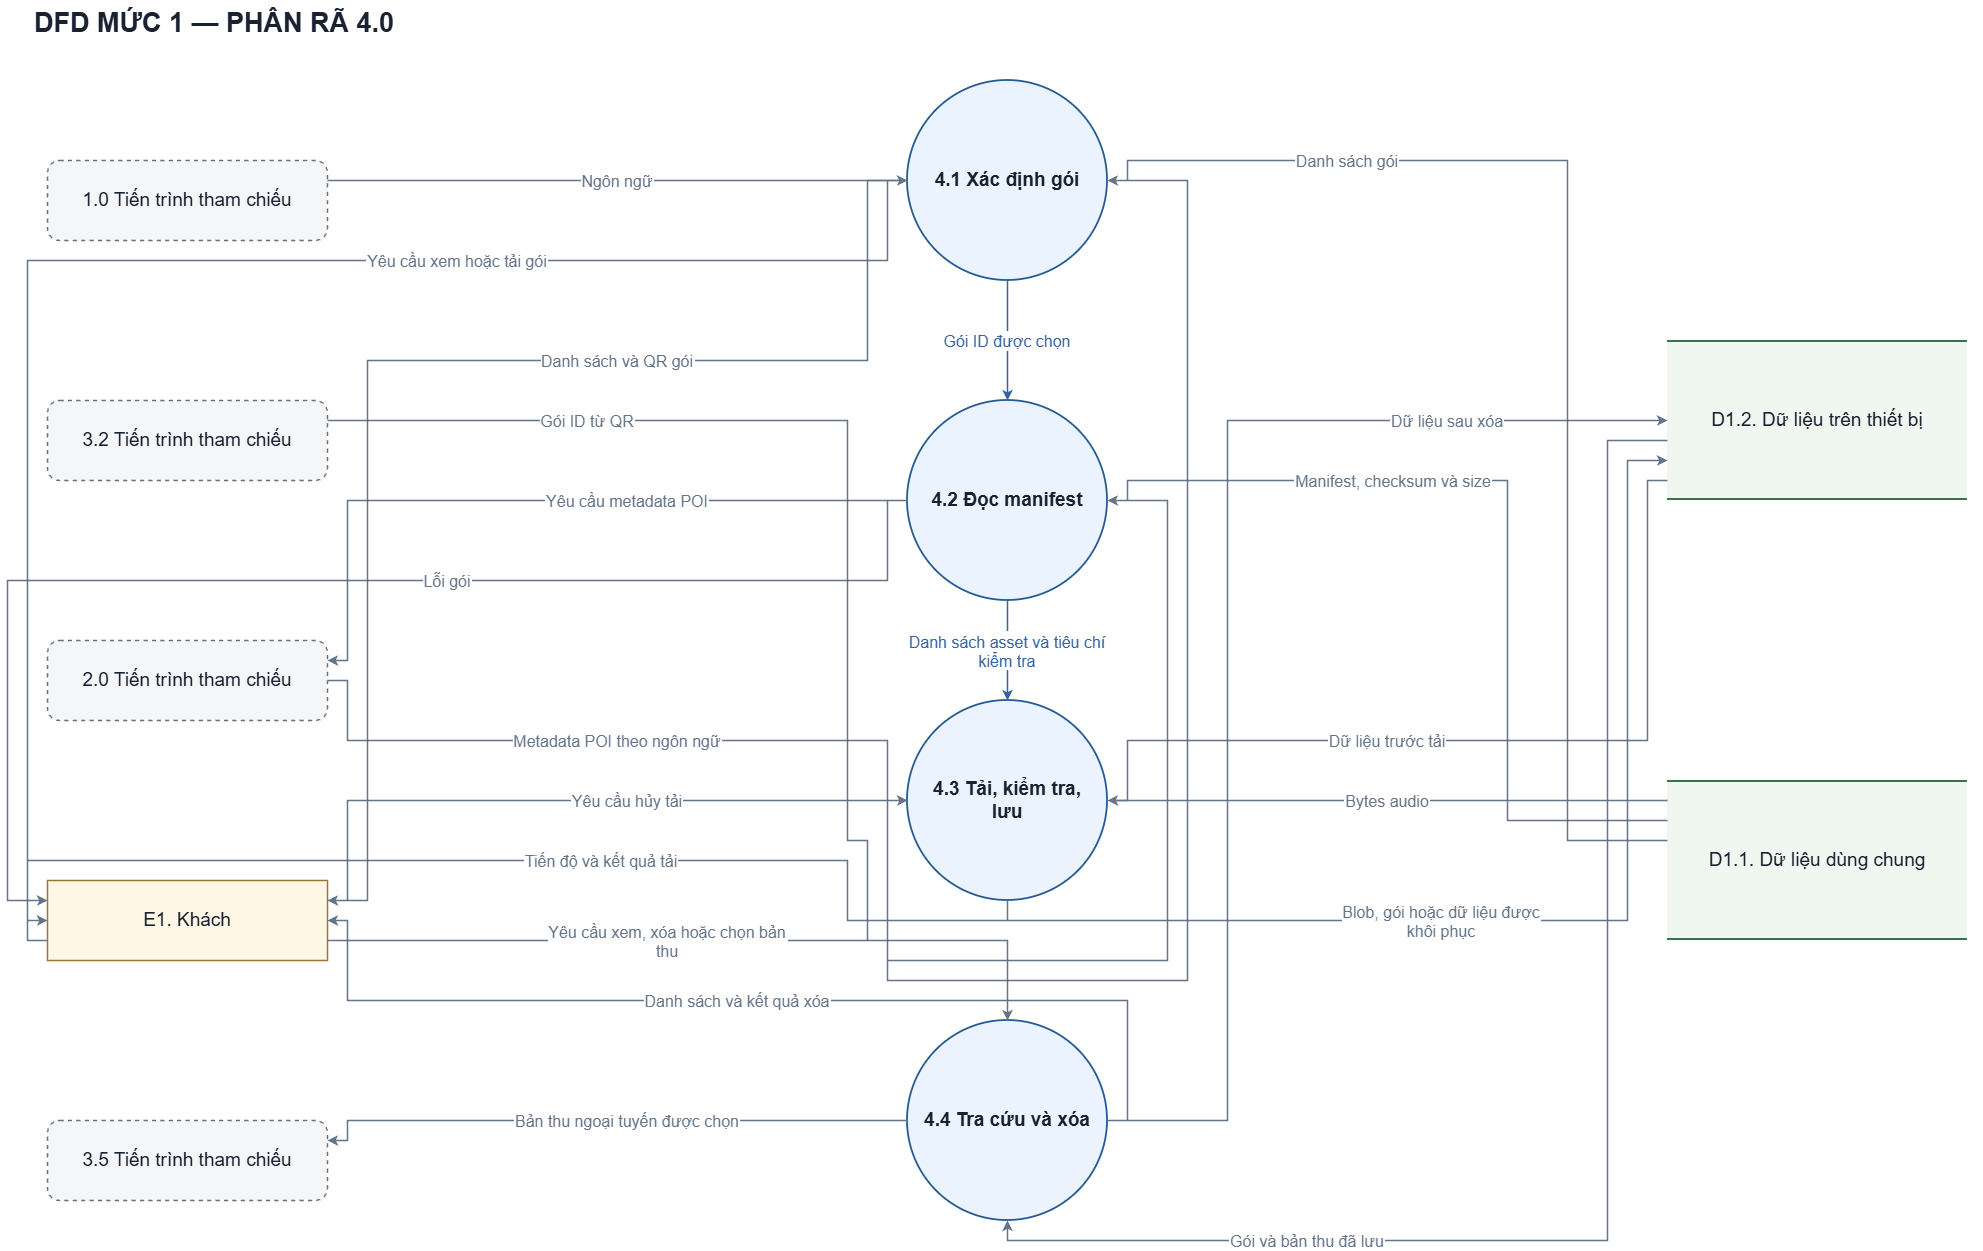 DFD MỨC 1 — PHÂN RÃ 4.0
4.1 Xác định gói
Danh sách gói
Ngôn ngữ
1.0 Tiến trình tham chiếu
Yêu cầu xem hoặc tải gói
Gói ID được chọn
Danh sách và QR gói
Gói ID từ QR
3.2 Tiến trình tham chiếu
Dữ liệu sau xóa
D1.2. Dữ liệu trên thiết bị
Manifest, checksum và size
Yêu cầu metadata POI
4.2 Đọc manifest
Lỗi gói
Danh sách asset và tiêu chí
kiểm tra
2.0 Tiến trình tham chiếu
Metadata POI theo ngôn ngữ
Dữ liệu trước tải
4.3 Tải, kiểm tra,
lưu
Yêu cầu hủy tải
Bytes audio
Tiến độ và kết quả tải
D1.1. Dữ liệu dùng chung
E1. Khách
Blob, gói hoặc dữ liệu được
khôi phục
Yêu cầu xem, xóa hoặc chọn bản
thu
Danh sách và kết quả xóa
Bản thu ngoại tuyến được chọn
4.4 Tra cứu và xóa
3.5 Tiến trình tham chiếu
Gói và bản thu đã lưu